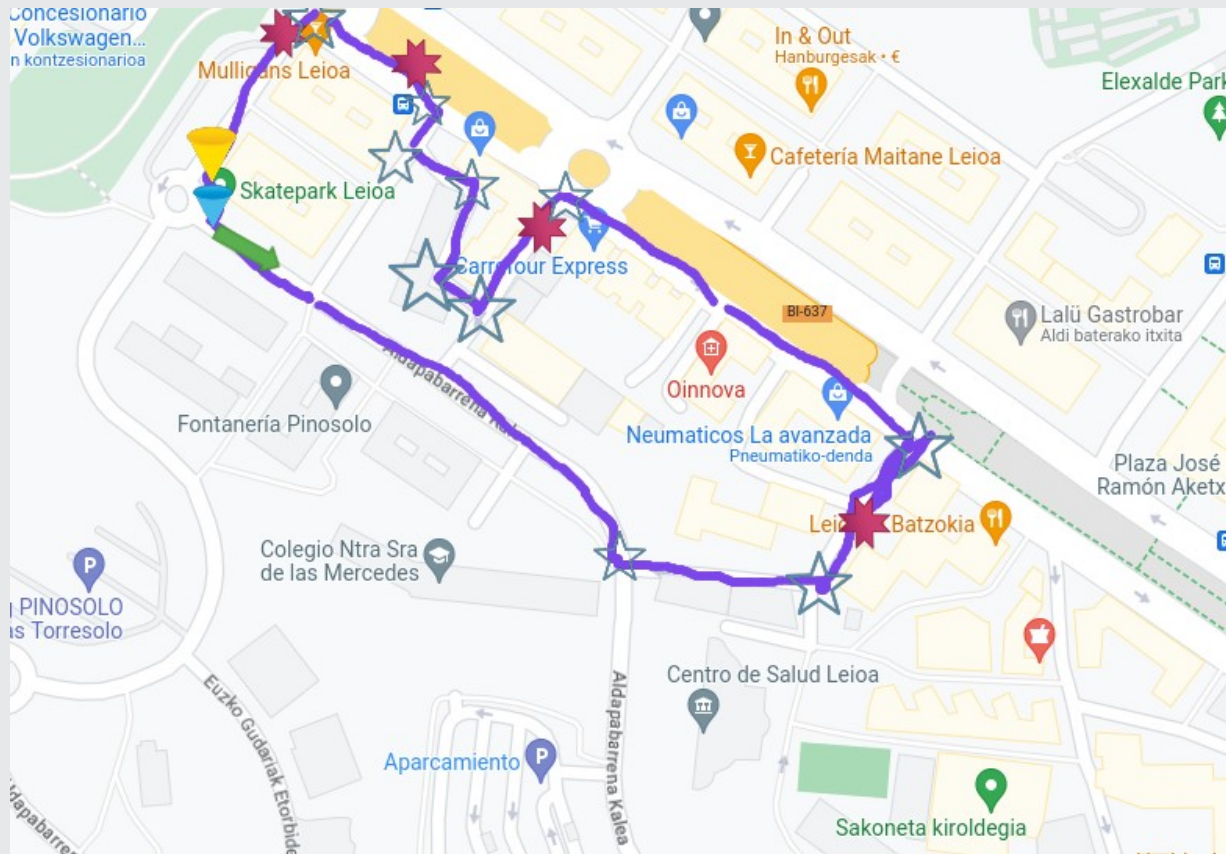 Concesionario
Volkswagen...
n kontzesionarioa
Mulligans Leioa
In & Out
Hanburgesak • €
Elexalde Park
Cafetería Maitane Leioa
Skatepark Leioa
Carrefour Express
BI-637
Lalü Gastrobar
Aldi baterako itxita
Oinnova
Aldapabarrena
Fontanería Pinosolo
Neumaticos La avanzada
Pneumatiko-denda
Plaza José
Ramón Aketx
Batzokia
Colegio Ntra Sra
de las Mercedes
PINOSOLO
as Torresolo
Centro de Salud Leioa
Euzko Gudariak Etorbide
Aldapabarrena Kalea
Aparcamiento
Sakoneta kiroldegia
ldapabarren